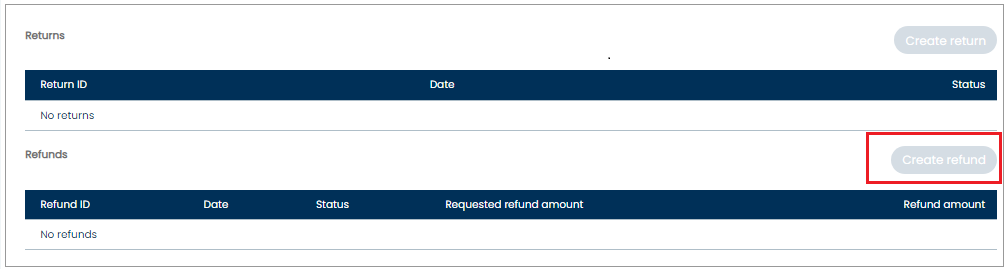 Returns
Create return
Return ID Date Status
No returns
Refunds
Create refund
Refund ID Date Status Requested refund amount Refund amount
No refunds